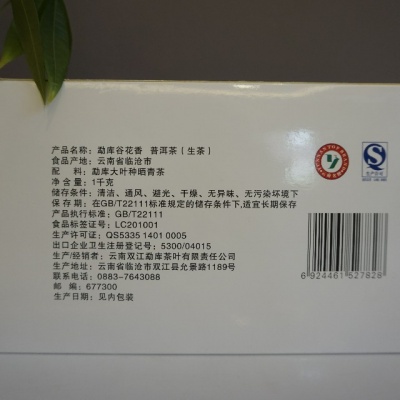 产品名称：勐库谷花香 普洱茶（生茶）
食品产地：云南省临沧市
配 料：勐库大叶种晒青茶
净 含 量：1千克
储存条件：清洁、通风、避光、干燥、无异味、无污染环境下
保 存 期：在GB/T22111标准规定的储存条件下,适宜长期保存
产品执行标准：GB/T22111
食品标签证号：LC201001
生产许可证：QS5335 1401 0005
出口企业卫生注册登记号：5300/04015
生产/经销者：云南双江勐库茶叶有限责任公司
生产地址：云南省临沧市双江县允景路1189号
联系电话：0883-7643088
邮 编：677300
生产日期：见内包装
QS
6 924461 527828